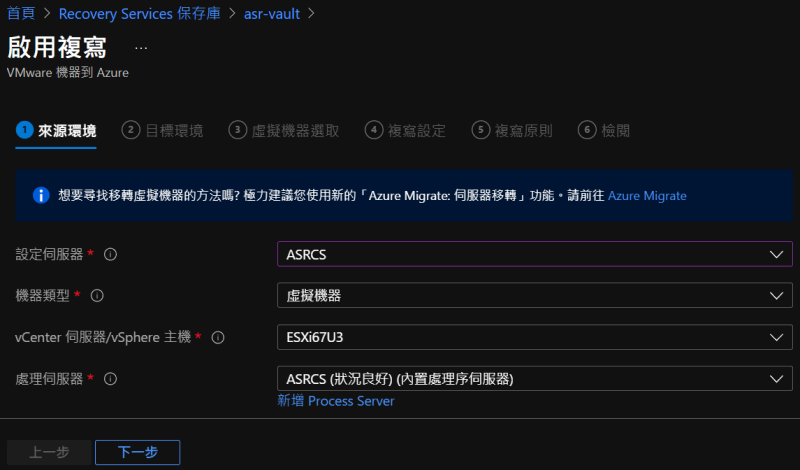 首頁 > Recovery Services 保存庫 > asr-vault >
啟用複寫 ...
VMware 機器到 Azure
1 來源環境 2 目標環境 3 虛擬機器選取 4 複寫設定 5 複寫原則 6 檢閱
想要尋找移轉虛擬機器的方法嗎? 極力建議您使用新的「Azure Migrate: 伺服器移轉」功能。請前往 Azure Migrate
設定伺服器 * ASRCS
機器類型 * 虛擬機器
vCenter 伺服器/vSphere 主機 * ESXi67U3
處理伺服器 * ASRCS (狀況良好) (內置處理序伺服器)
新增 Process Server
上一步 下一步